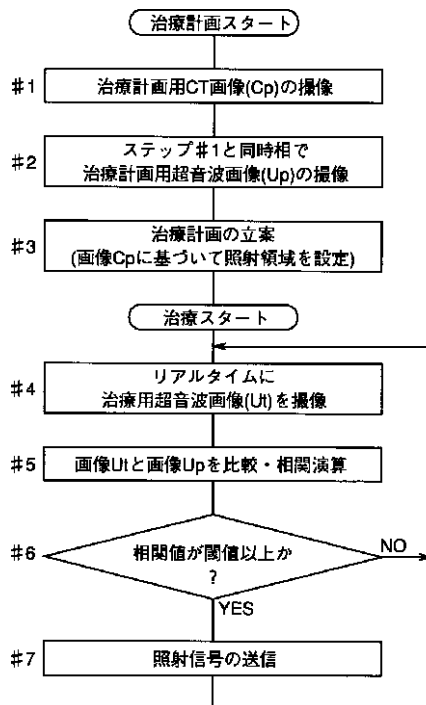 治療計画スタート
#1
治療計画用CT画像(Cp)の撮像
#2
ステップ#1と同時相で
治療計画用超音波画像(Up)の撮像
#3
治療計画の立案
(画像Cpに基づいて照射領域を設定)
治療スタート
#4
リアルタイムに
治療用超音波画像(Ut)を撮像
#5
画像Utと画像Upを比較・相関演算
#6
相関値が閾値以上か
?
NO
YES
#7
照射信号の送信